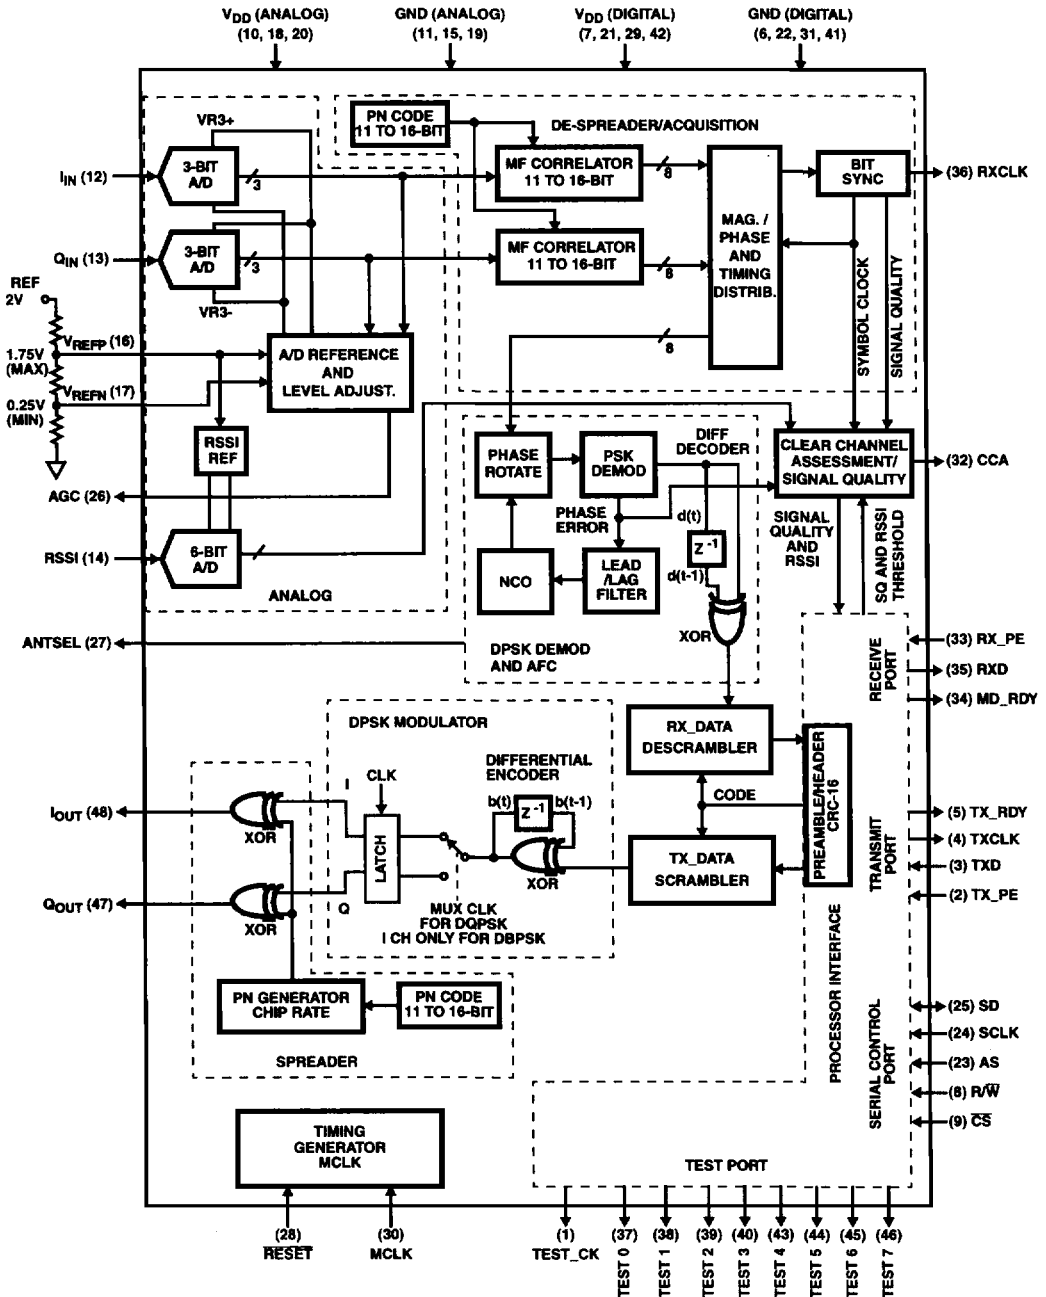 VDD (ANALOG)
(10, 18, 20)
GND (ANALOG)
(11, 15, 19)
VDD (DIGITAL)
(7, 21, 29, 42)
GND (DIGITAL)
(6, 22, 31, 41)
VR3+
PN CODE
11 TO 16-BIT
DE-SPREADER/ACQUISITION
IIN (12)
3-BIT
A/D
3
MF CORRELATOR
11 TO 16-BIT
8
BIT
SYNC
(36) RXCLK
QIN (13)
3-BIT
A/D
3
MF CORRELATOR
11 TO 16-BIT
8
MAG. /
PHASE
AND
TIMING
DISTRIB.
REF
2V
VR3-
VREFP (16)
1.75V
(MAX)
VREFN (17)
0.25V
(MIN)
A/D REFERENCE
AND
LEVEL ADJUST.
8
SYMBOL CLOCK
SIGNAL QUALITY
RSSI
REF
PHASE
ROTATE
PSK
DEMOD
DIFF
DECODER
CLEAR CHANNEL
ASSESSMENT/
SIGNAL QUALITY
(32) CCA
AGC (26)
PHASE
ERROR
d(t)
SIGNAL
QUALITY
AND
RSSI
SQ AND RSSI
THRESHOLD
RSSI (14)
6-BIT
A/D
Z -1
d(t-1)
NCO
LEAD
/LAG
FILTER
ANALOG
XOR
ANTSEL (27)
DPSK DEMOD
AND AFC
RECEIVE
PORT
(33) RX_PE
(35) RXD
(34) MD_RDY
DPSK MODULATOR
RX_DATA
DESCRAMBLER
DIFFERENTIAL
ENCODER
CLK
I
b(t)
Z -1
b(t-1)
CODE
PREAMBLE/HEADER
CRC-16
IOUT (48)
XOR
LATCH
XOR
TX_DATA
SCRAMBLER
TRANSMIT
PORT
(5) TX_RDY
(4) TXCLK
(3) TXD
(2) TX_PE
QOUT (47)
XOR
Q
MUX CLK
FOR DQPSK
I CH ONLY FOR DBPSK
PN GENERATOR
CHIP RATE
PN CODE
11 TO 16-BIT
SPREADER
PROCESSOR INTERFACE
SERIAL CONTROL
PORT
(25) SD
(24) SCLK
(23) AS
(8) R/W̅
(9) C̅S̅
TIMING
GENERATOR
MCLK
TEST PORT
(28)
R̅E̅S̅E̅T̅
(30)
MCLK
(1)
TEST_CK
(37)
TEST 0
(38)
TEST 1
(39)
TEST 2
(40)
TEST 3
(43)
TEST 4
(44)
TEST 5
(45)
TEST 6
(46)
TEST 7